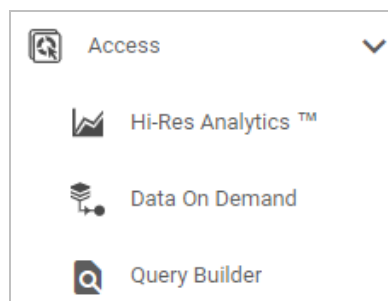 Access
Hi-Res Analytics ™
Data On Demand
Query Builder